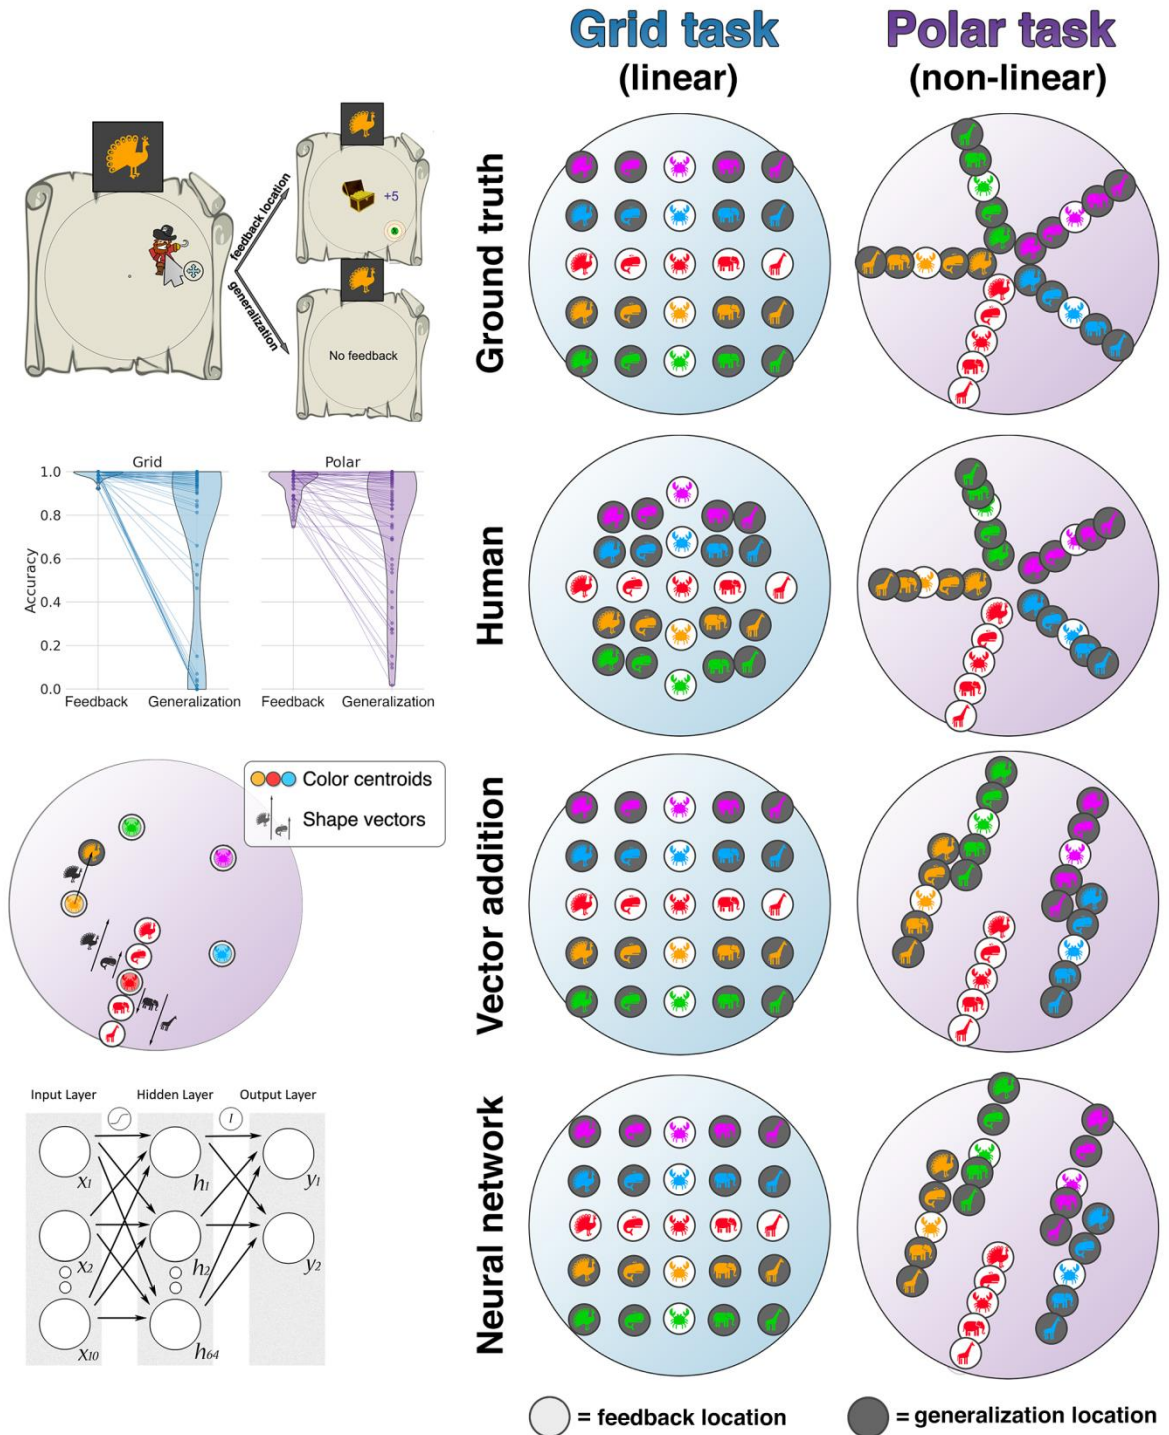 Grid task
(linear)
Polar task
(non-linear)
feedback location
generalization
+5
No feedback
Ground truth
Grid
Polar
Accuracy
1.0
0.8
0.6
0.4
0.2
0.0
Feedback
Generalization
Feedback
Generalization
Human
Color centroids
Shape vectors
Vector addition
Input Layer
Hidden Layer
Output Layer
I
x1
h1
y1
x2
h2
y2
x10
h64
Neural network
= feedback location
= generalization location